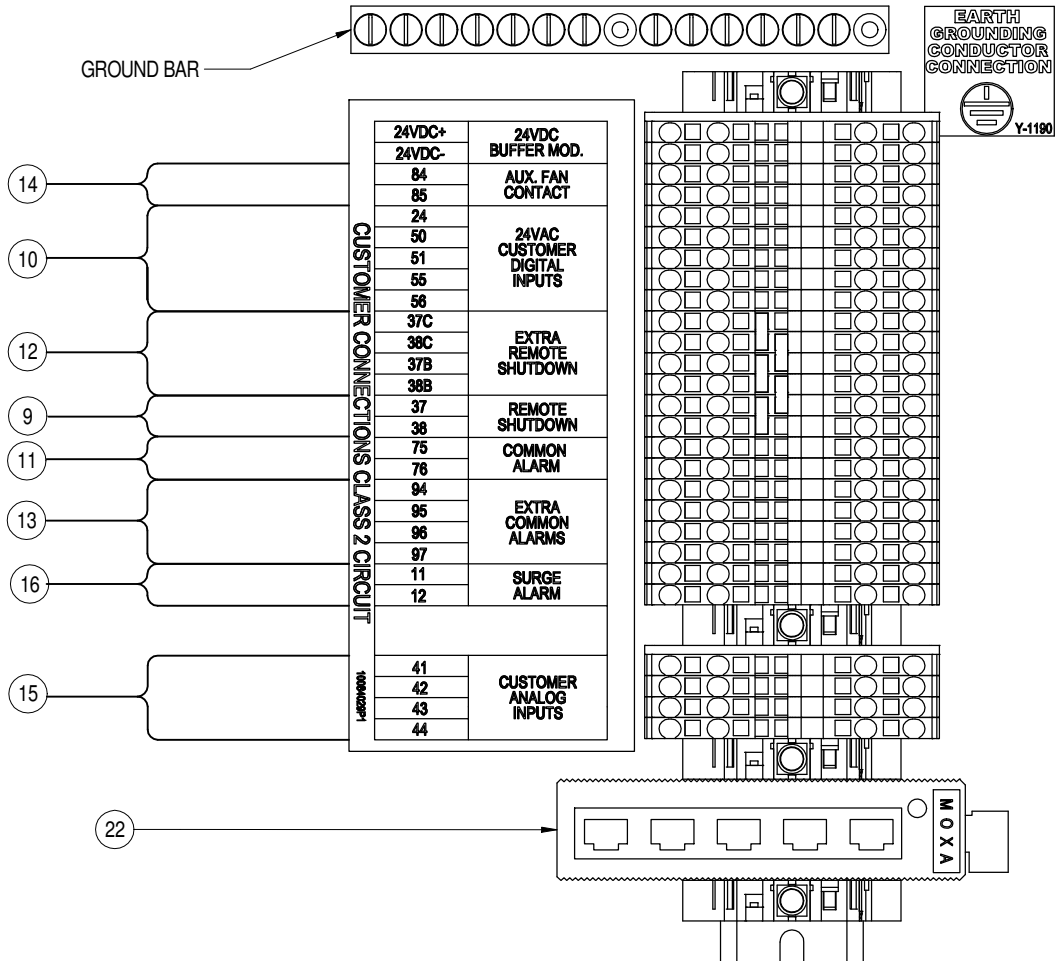 EARTH
GROUNDING
CONDUCTOR
CONNECTION
Y-1190
GROUND BAR
24VDC+
24VDC-
24VDC
BUFFER MOD.
14
84
85
AUX. FAN
CONTACT
10
24
50
51
55
56
24VAC
CUSTOMER
DIGITAL
INPUTS
12
37C
38C
37B
38B
EXTRA
REMOTE
SHUTDOWN
9
37
38
REMOTE
SHUTDOWN
11
75
76
COMMON
ALARM
13
94
95
96
97
EXTRA
COMMON
ALARMS
16
11
12
SURGE
ALARM
15
41
42
43
44
CUSTOMER
ANALOG
INPUTS
CUSTOMER CONNECTIONS CLASS 2 CIRCUIT
10084029P1
22
MOXA